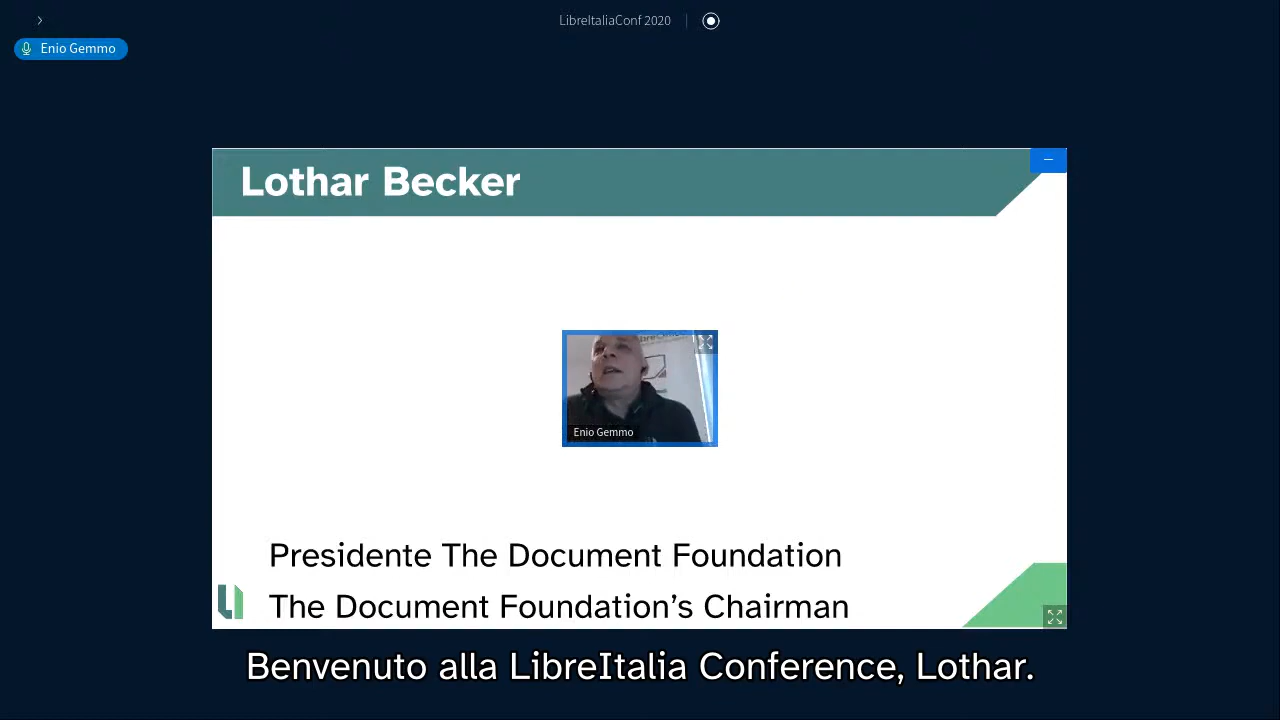 LibreItaliaConf 2020
Enio Gemmo
Lothar Becker
Enio Gemmo
Presidente The Document Foundation
The Document Foundation's Chairman
Benvenuto alla LibreItalia Conference, Lothar.